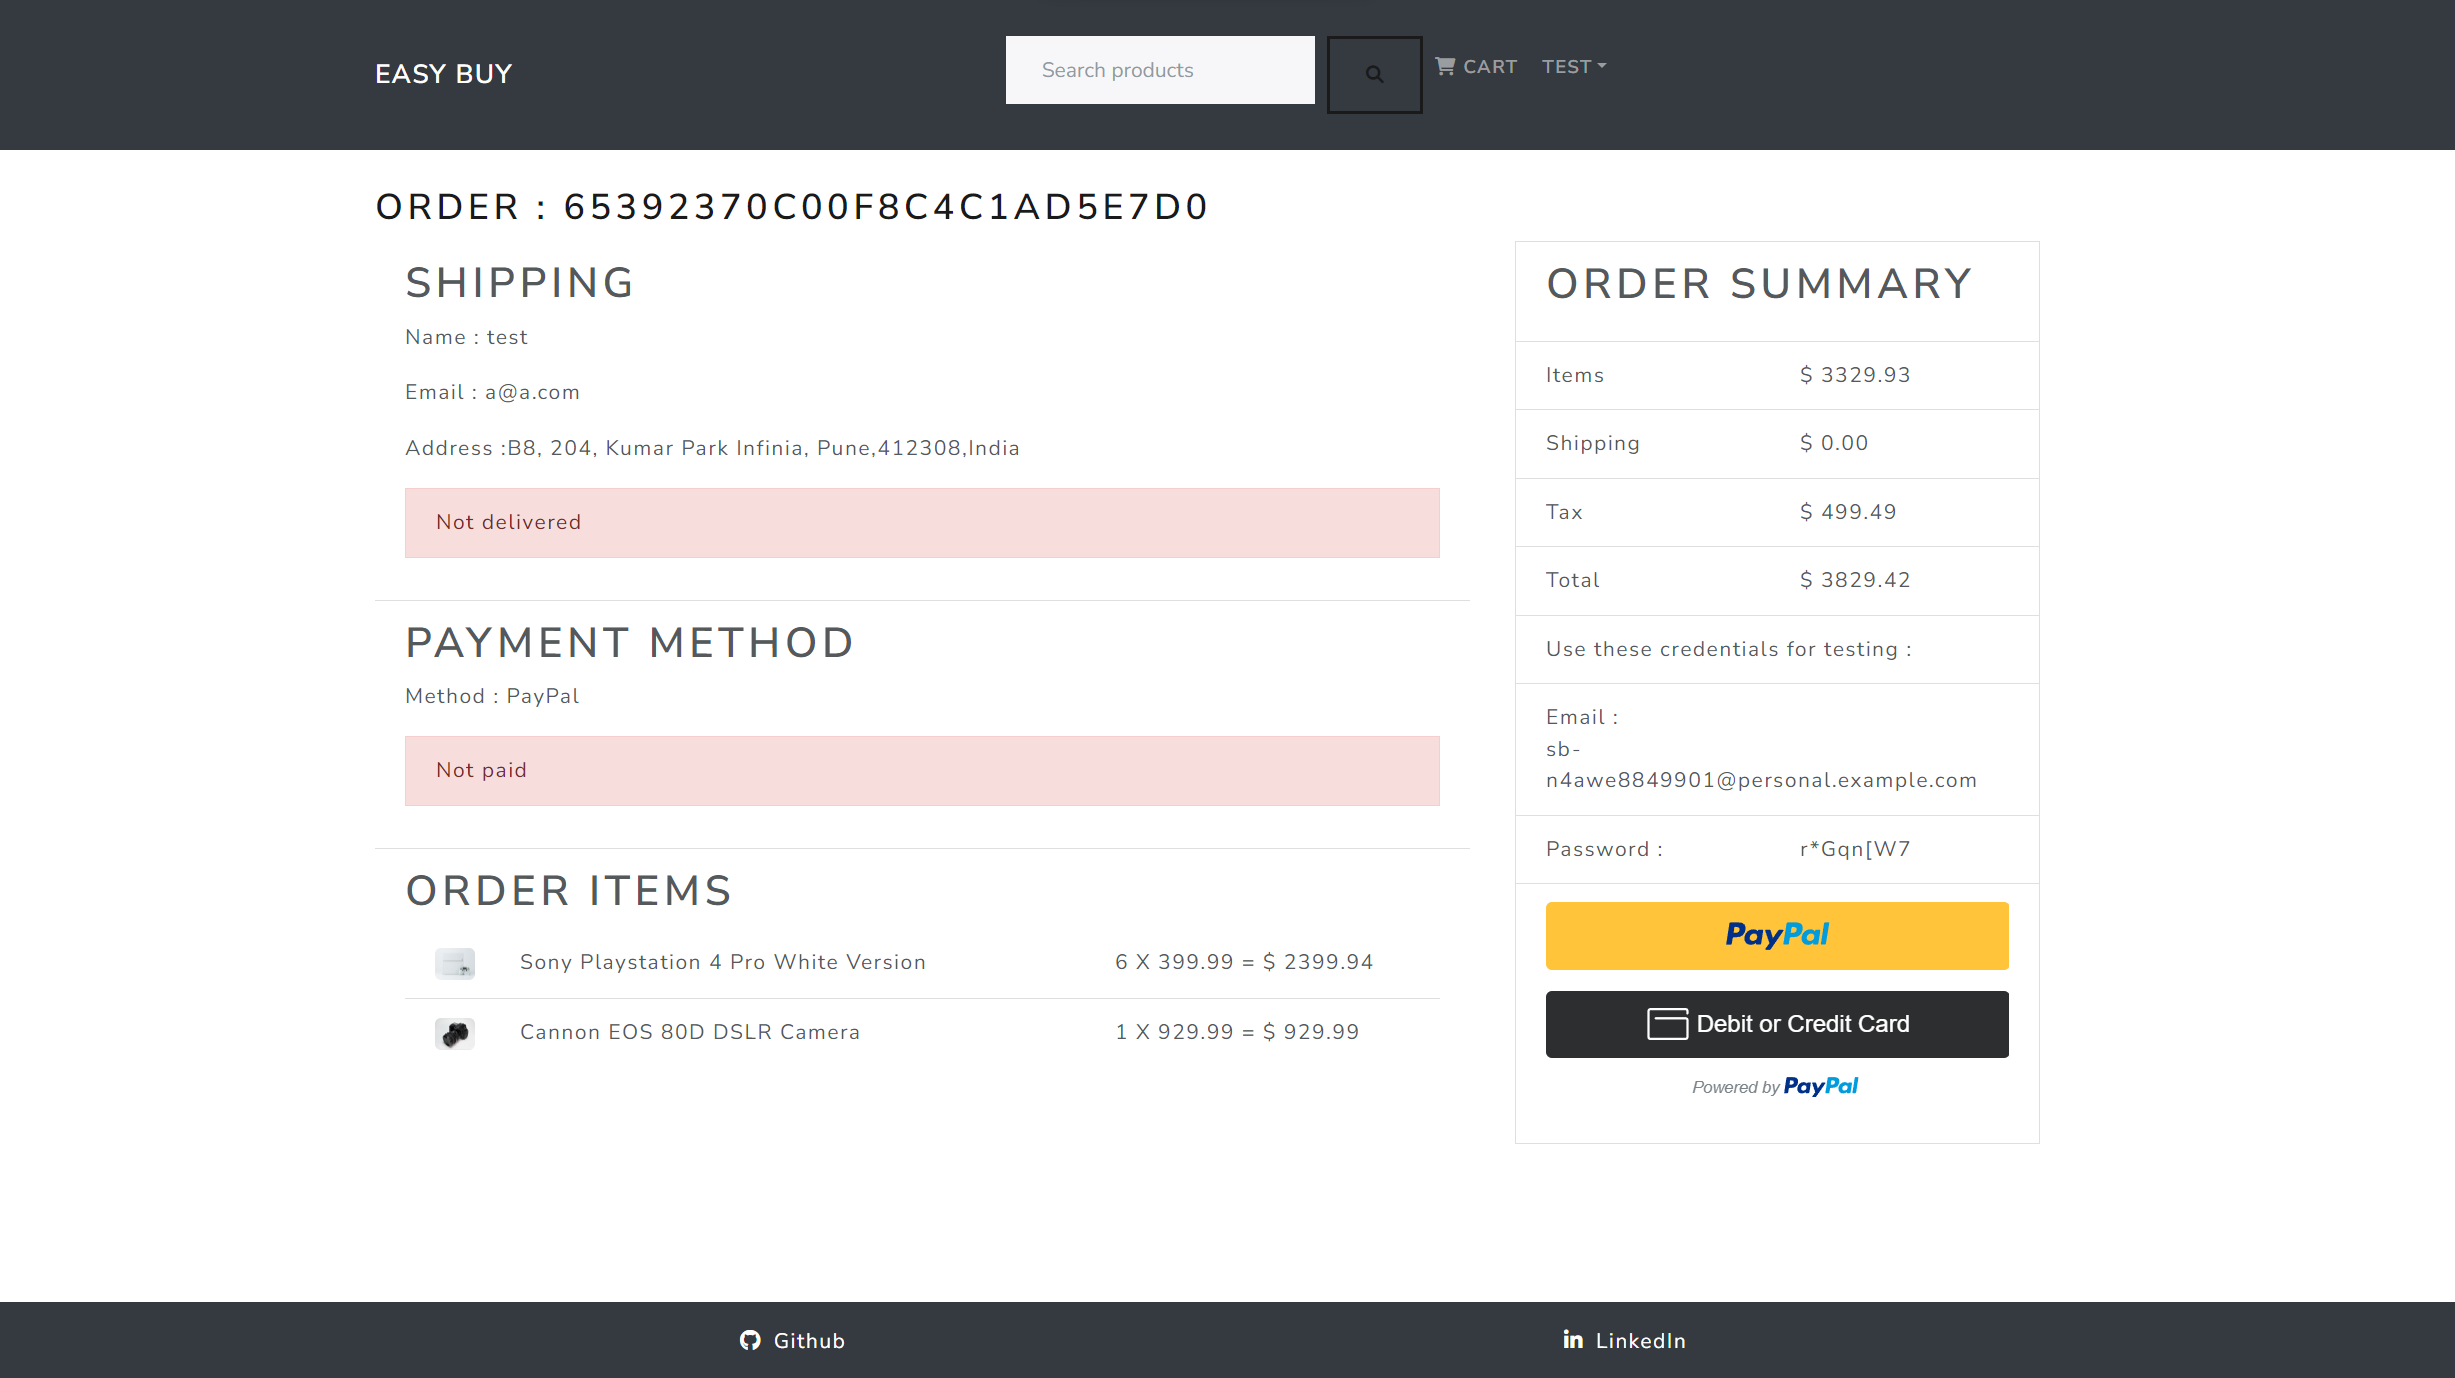 EASY BUY
Search products
CART
TEST
ORDER : 65392370C00F8C4C1AD5E7D0
SHIPPING
Name : test
Email : a@a.com
Address :B8, 204, Kumar Park Infinia, Pune,412308,India
Not delivered
PAYMENT METHOD
Method : PayPal
Not paid
ORDER ITEMS
Sony Playstation 4 Pro White Version 6 X 399.99 = $ 2399.94
Cannon EOS 80D DSLR Camera 1 X 929.99 = $ 929.99
ORDER SUMMARY
Items $ 3329.93
Shipping $ 0.00
Tax $ 499.49
Total $ 3829.42
Use these credentials for testing :
Email :
sb-
n4awe8849901@personal.example.com
Password : r*Gqn[W7
PayPal
Debit or Credit Card
Powered by PayPal
Github
LinkedIn